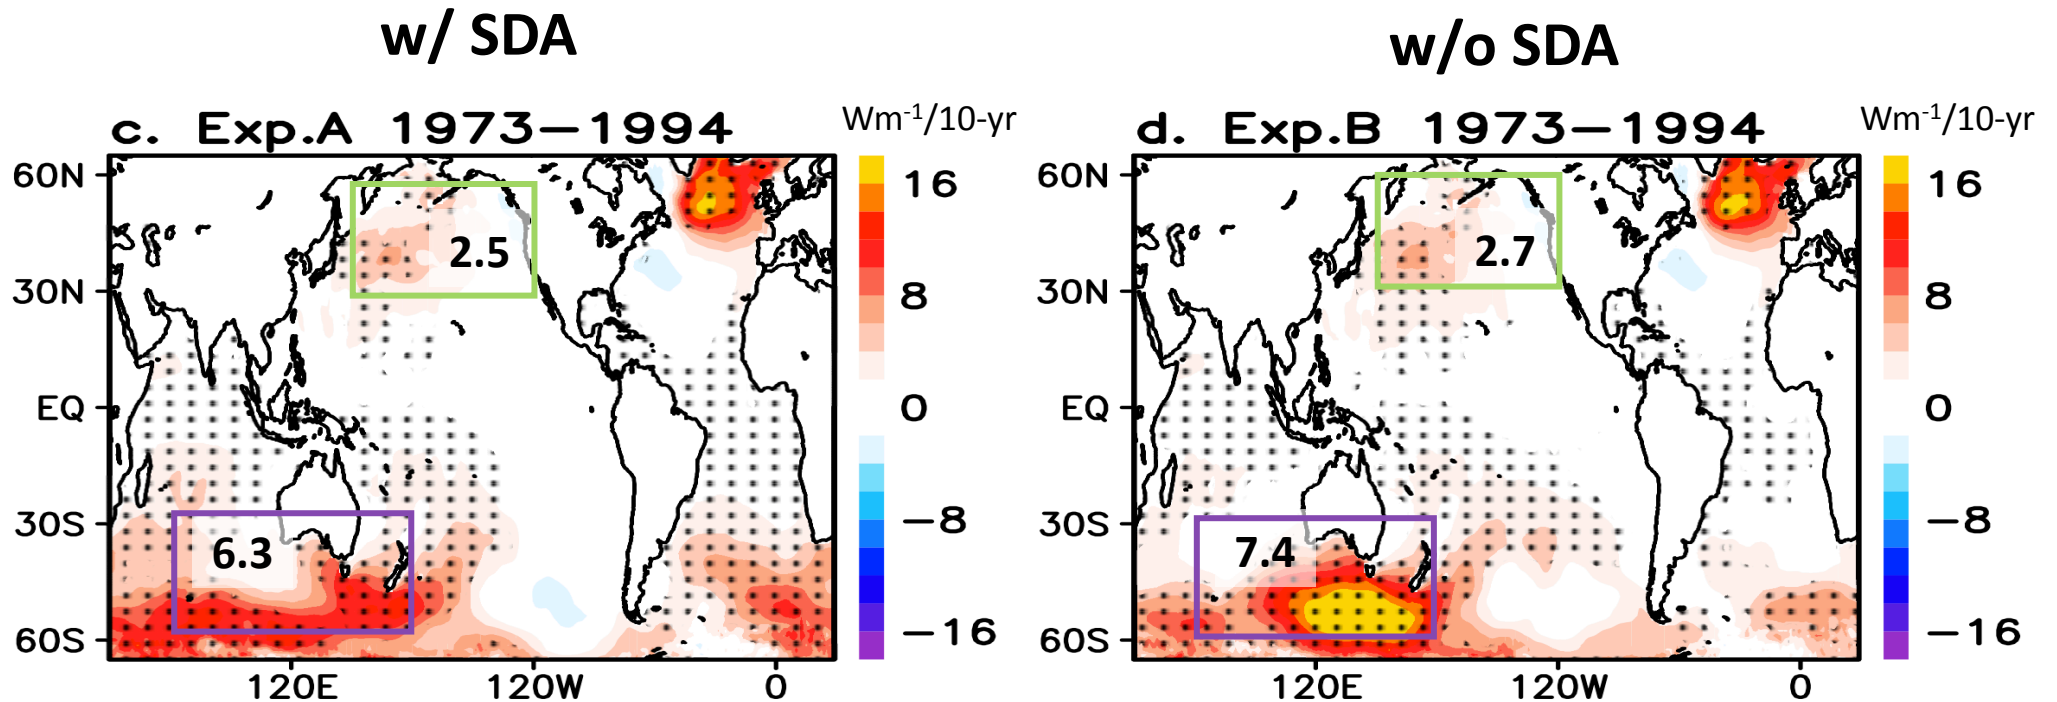 w/ SDA
w/o SDA
c. Exp.A 1973−1994
Wm-1/10-yr
60N
30N
EQ
30S
60S
120E
120W
0
2.5
6.3
16
8
0
−8
−16
d. Exp.B 1973−1994
Wm-1/10-yr
60N
30N
EQ
30S
60S
120E
120W
0
2.7
7.4
16
8
0
−8
−16